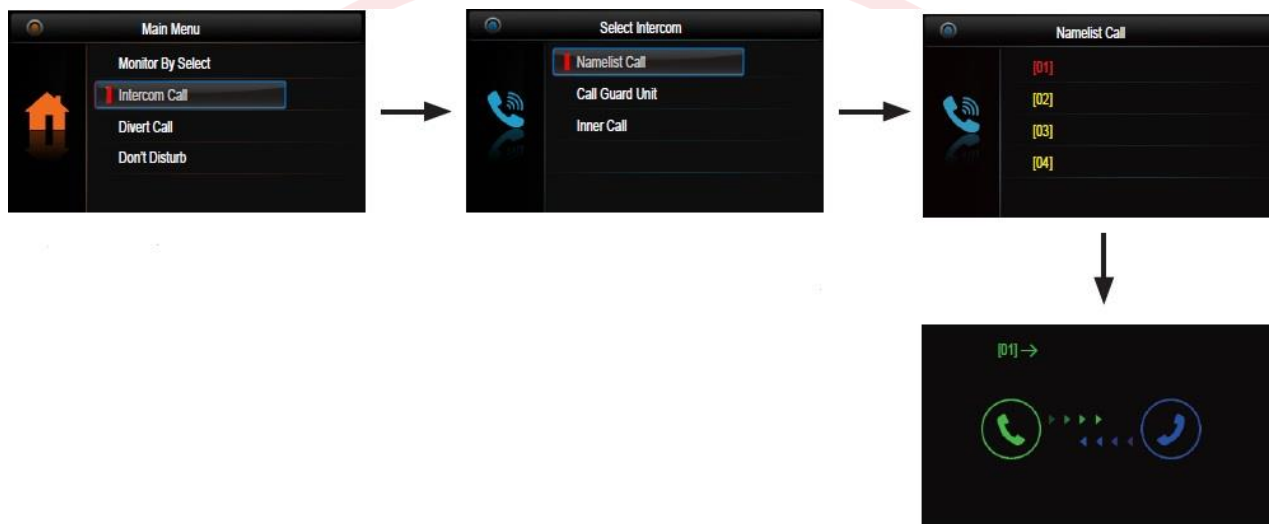 Main Menu
Monitor By Select
Intercom Call
Divert Call
Don't Disturb
Select Intercom
Namelist Call
Call Guard Unit
Inner Call
Namelist Call
[01]
[02]
[03]
[04]
[01]→